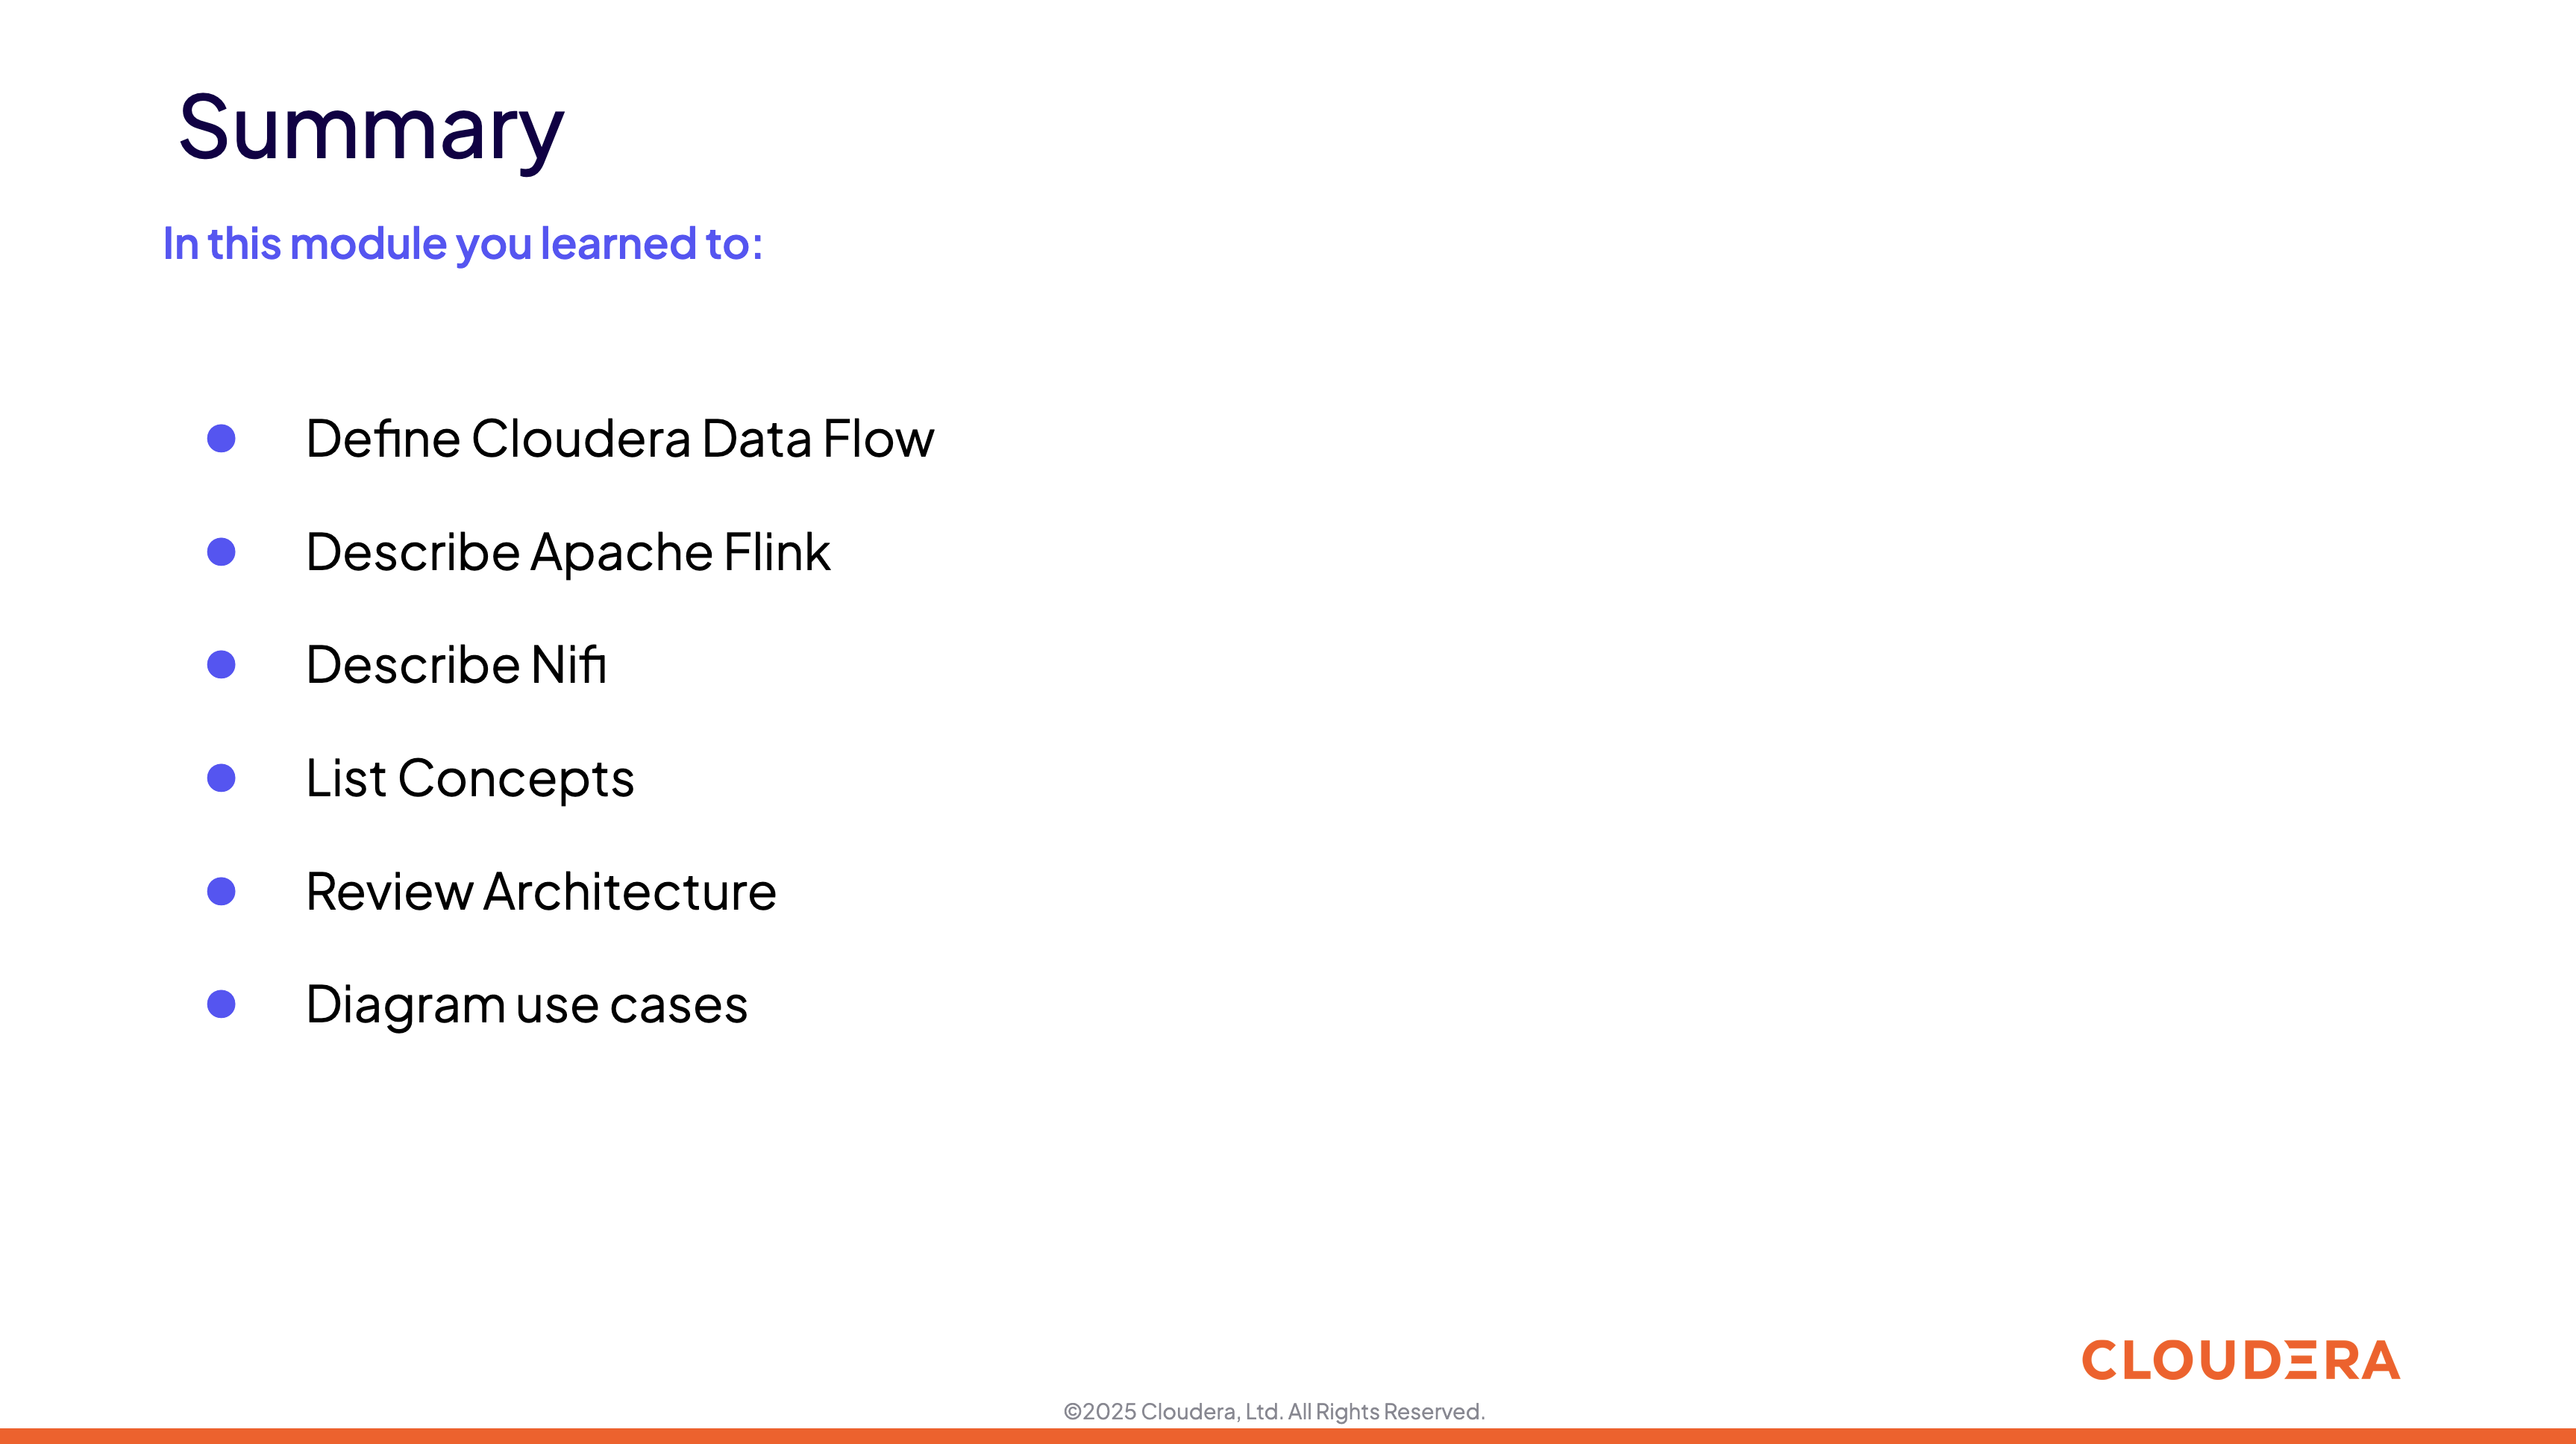 Summary
In this module you learned to:
Define Cloudera Data Flow
Describe Apache Flink
Describe Nifi
List Concepts
Review Architecture
Diagram use cases
CLOUDERA
©2025 Cloudera, Ltd. All Rights Reserved.